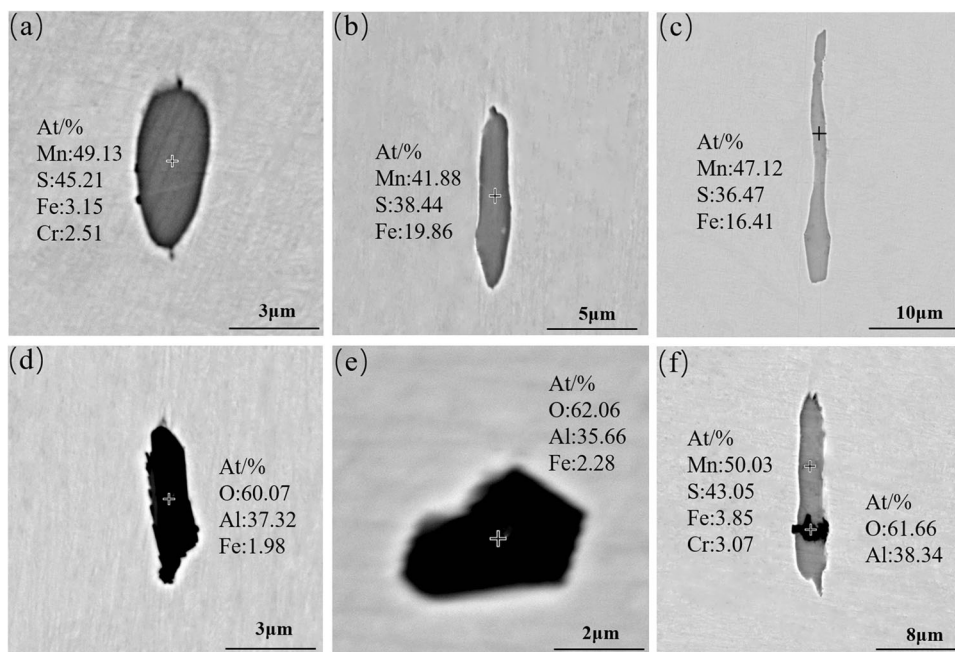 (a)
At/%
Mn:49.13
S:45.21
Fe:3.15
Cr:2.51
3μm
(b)
At/%
Mn:41.88
S:38.44
Fe:19.86
5μm
(c)
At/%
Mn:47.12
S:36.47
Fe:16.41
10μm
(d)
At/%
O:60.07
Al:37.32
Fe:1.98
3μm
(e)
At/%
O:62.06
Al:35.66
Fe:2.28
2μm
(f)
At/%
Mn:50.03
S:43.05
Fe:3.85
Cr:3.07
At/%
O:61.66
Al:38.34
8μm